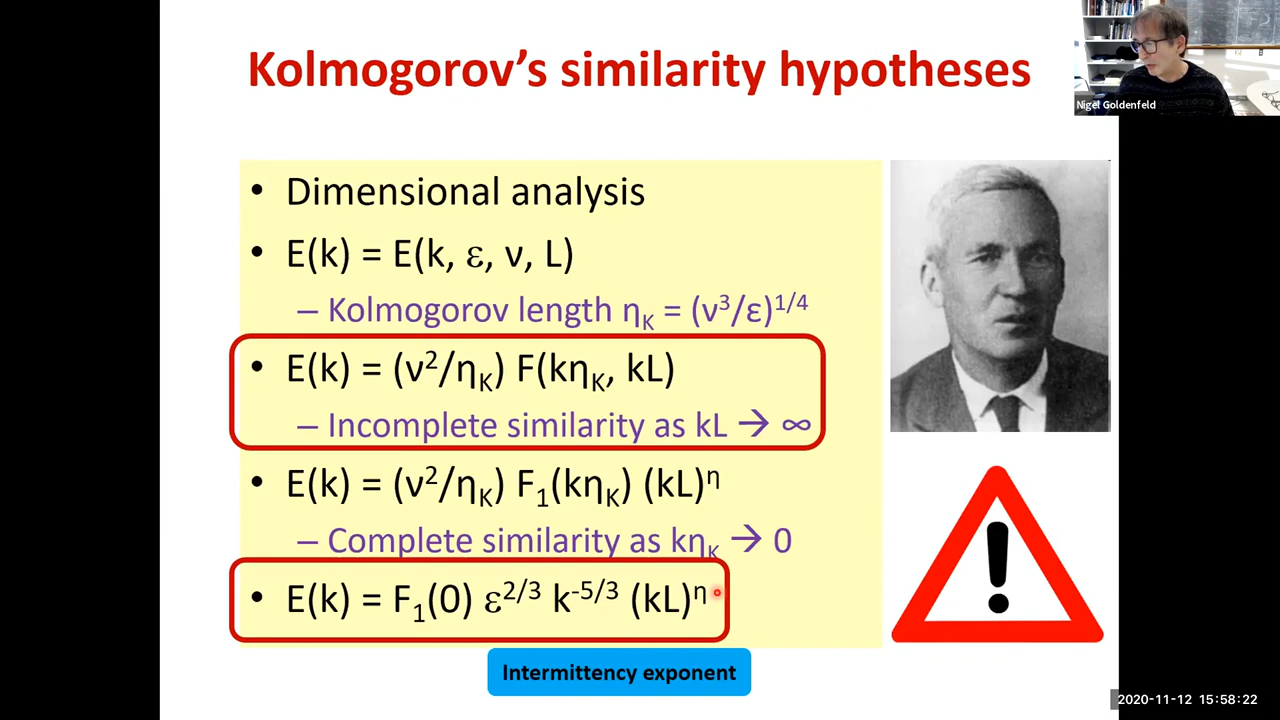 Kolmogorov's similarity hypotheses
Nigel Goldenfeld
• Dimensional analysis
• E(k) = E(k, ε, ν, L)
– Kolmogorov length η_K = (ν³/ε)^1/4
• E(k) = (ν²/η_K) F(kη_K, kL)
– Incomplete similarity as kL → ∞
• E(k) = (ν²/η_K) F₁(kη_K) (kL)^η
– Complete similarity as kη_K → 0
• E(k) = F₁(0) ε^2/3 k^-5/3 (kL)^η
Intermittency exponent
2020-11-12 15:58:22